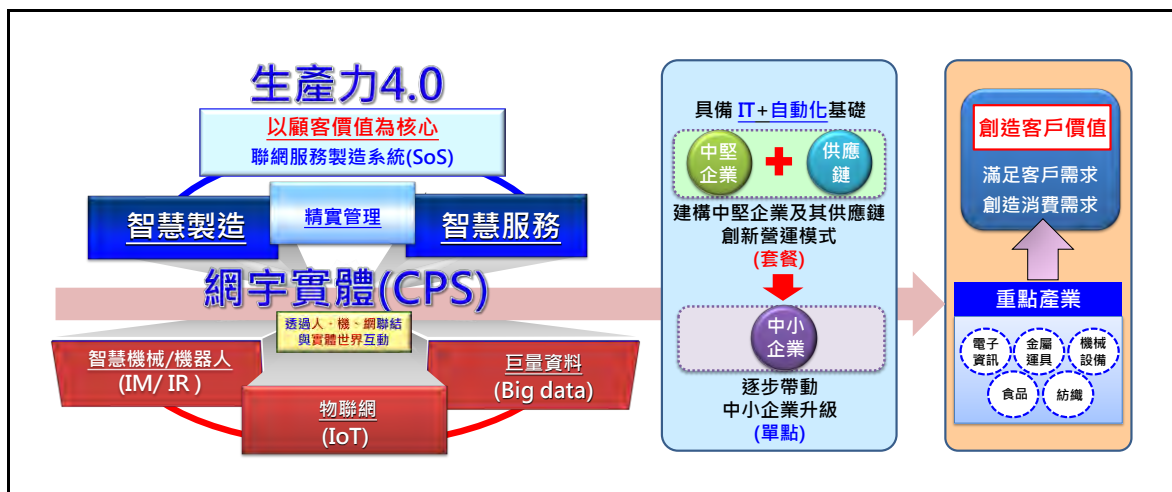 生產力4.0
以顧客價值為核心
聯網服務製造系統(SoS)
智慧製造
精實管理
智慧服務
網宇實體(CPS)
透過人、機、網聯結
與實體世界互動
智慧機械/機器人
(IM/ IR )
物聯網
(IoT)
巨量資料
(Big data)
具備 IT+自動化基礎
中堅
企業
供應
鏈
建構中堅企業及其供應鏈
創新營運模式
(套餐)
中小
企業
逐步帶動
中小企業升級
(單點)
創造客戶價值
滿足客戶需求
創造消費需求
重點產業
電子
資訊
金屬
運具
機械
設備
食品
紡織